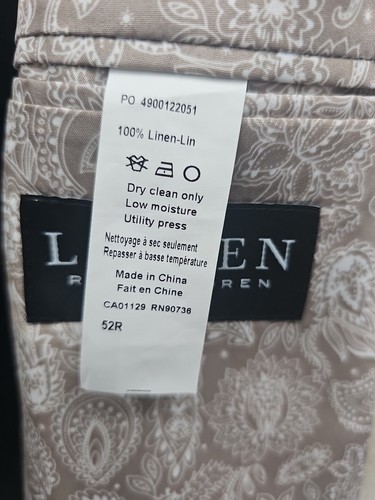 PO 4900122051
100% Linen-Lin
Dry clean only
Low moisture
Utility press
Nettoyage à sec seulement
Repasser à basse température
Made in China
Fait en Chine
CA01129 RN90736
52R